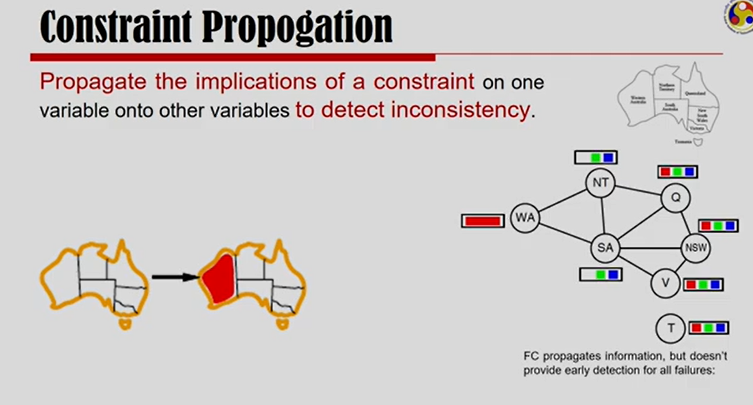 Constraint Propogation
Propagate the implications of a constraint on one
variable onto other variables to detect inconsistency.
Western
Australia
Northern
Territory
Queensland
South
Australia
New
South
Wales
Victoria
Tasmania
NT
Q
WA
SA
NSW
V
T
FC propagates information, but doesn't
provide early detection for all failures: